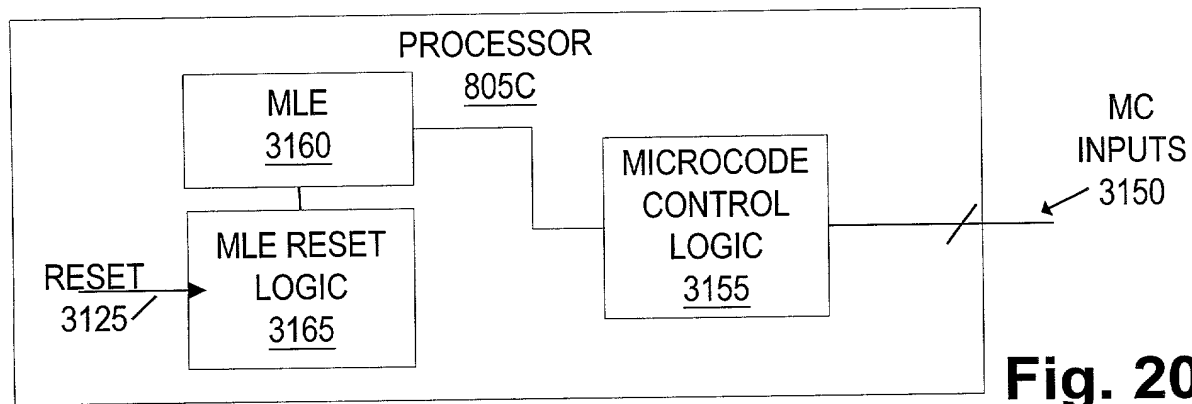 PROCESSOR
805C
MLE
3160
MLE RESET
LOGIC
3165
RESET
3125
MICROCODE
CONTROL
LOGIC
3155
MC
INPUTS
3150
Fig. 20